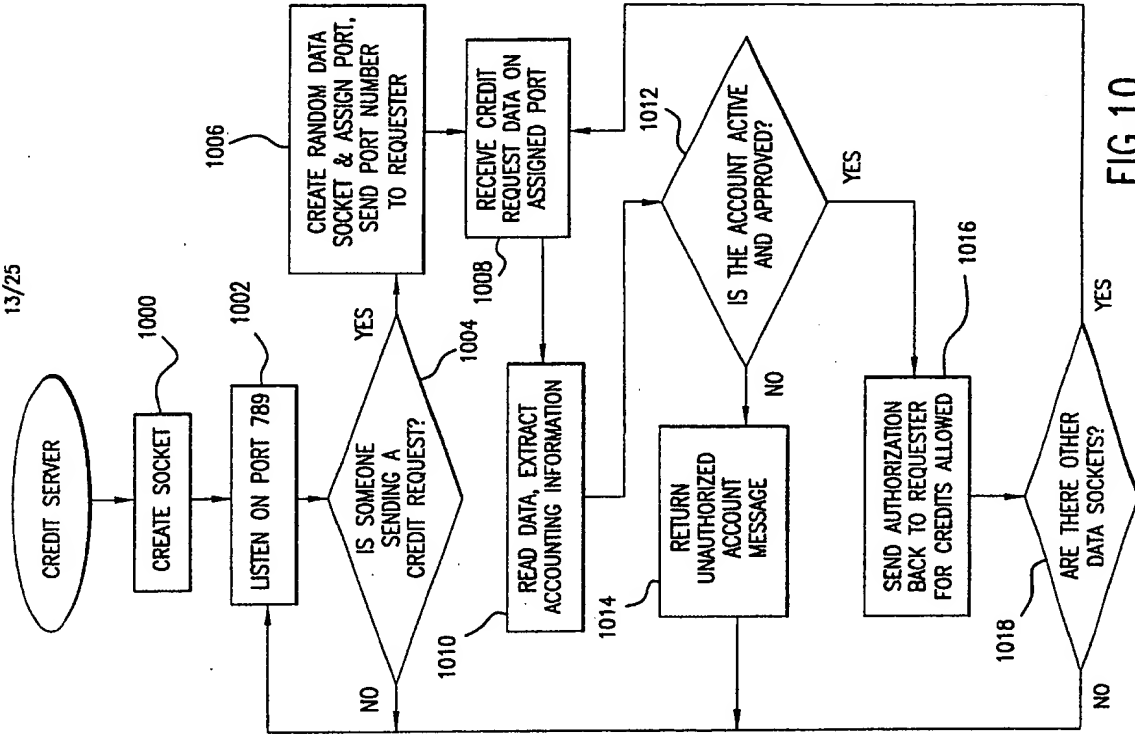 13/25
CREDIT SERVER
1000
CREATE SOCKET
1002
LISTEN ON PORT 789
IS SOMEONE
SENDING A
CREDIT REQUEST?
YES
NO
1004
1006
CREATE RANDOM DATA
SOCKET & ASSIGN PORT,
SEND PORT NUMBER
TO REQUESTER
RECEIVE CREDIT
REQUEST DATA ON
ASSIGNED PORT
1008
READ DATA, EXTRACT
ACCOUNTING INFORMATION
1010
1012
IS THE ACCOUNT ACTIVE
AND APPROVED?
NO
YES
RETURN
UNAUTHORIZED
ACCOUNT
MESSAGE
1014
SEND AUTHORIZATION
BACK TO REQUESTER
FOR CREDITS ALLOWED
1016
ARE THERE OTHER
DATA SOCKETS?
1018
NO
YES
FIG.10